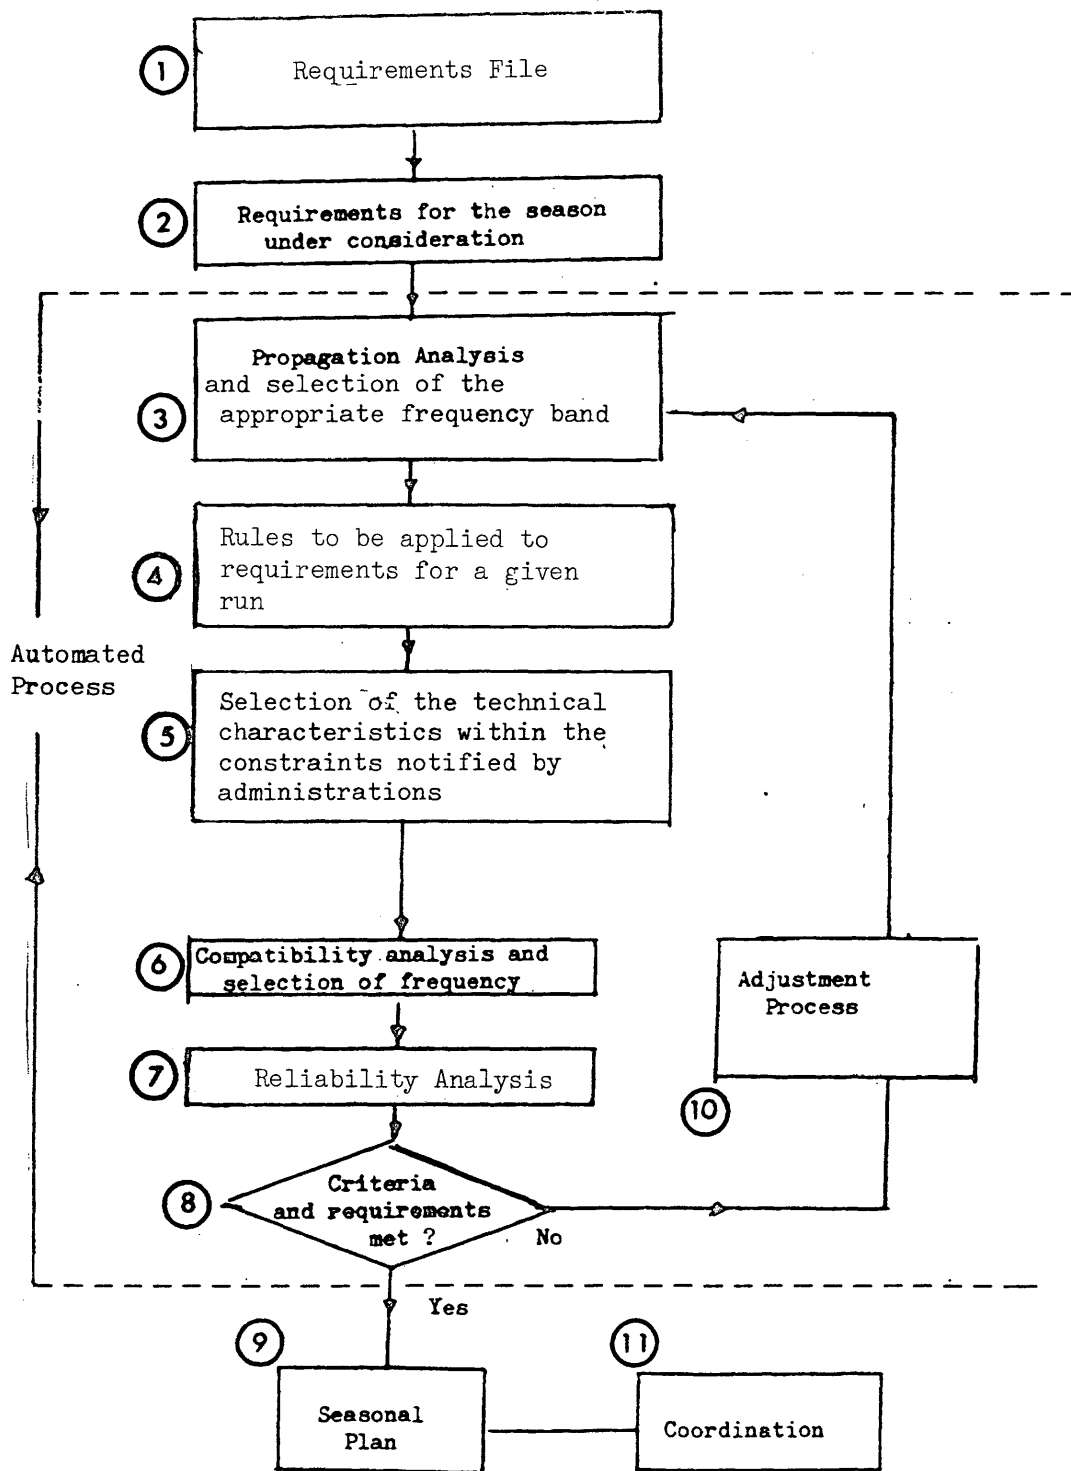 1
Requirements File
2
Requirements for the season
under consideration
3
Propagation Analysis
and selection of the
appropriate frequency band
4
Rules to be applied to
requirements for a given
run
Automated
Process
5
Selection of the technical
characteristics within the
constraints notified by
administrations
6
Compatibility analysis and
selection of frequency
Adjustment
Process
10
7
Reliability Analysis
8
Criteria
and requirements
met ?
No
Yes
9
Seasonal
Plan
11
Coordination